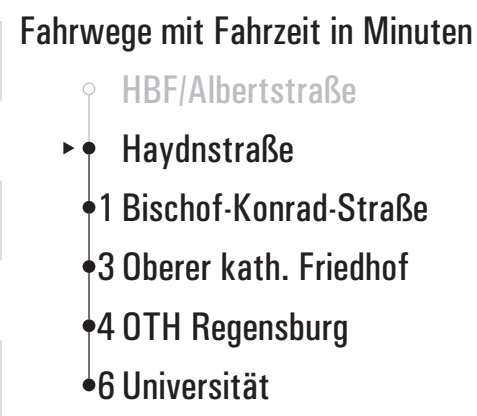 Fahrwege mit Fahrzeit in Minuten
HBF/Albertstraße
Haydnstraße
1 Bischof-Konrad-Straße
3 Oberer kath. Friedhof
4 OTH Regensburg
6 Universität